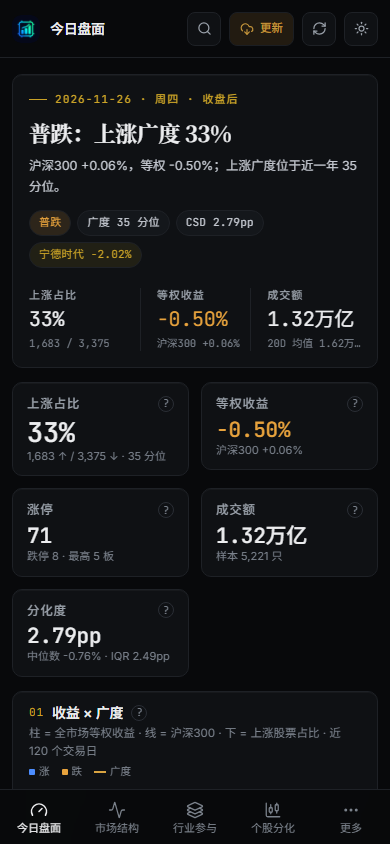 今日盘面
更新
2026-11-26 · 周四 · 收盘后
普跌：上涨广度 33%
沪深300 +0.06%，等权 -0.50%；上涨广度位于近一年 35
分位。
普跌 广度 35 分位 CSD 2.79pp
宁德时代 -2.02%
上涨占比 等权收益 成交额
33% -0.50% 1.32万亿
1,683 / 3,375 沪深300 +0.06% 20D 均值 1.62万…
上涨占比 ? 等权收益 ?
33% -0.50%
1,683 ↑ / 3,375 ↓ · 35 分位 沪深300 +0.06%
涨停 ? 成交额 ?
71 1.32万亿
跌停 8 · 最高 5 板 样本 5,221 只
分化度 ?
2.79pp
中位数 -0.76% · IQR 2.49pp
01 收益 × 广度 ?
柱 = 全市场等权收益 · 线 = 沪深300 · 下 = 上涨股票占比 · 近
120 个交易日
涨 跌 广度
今日盘面 市场结构 行业参与 个股分化 更多